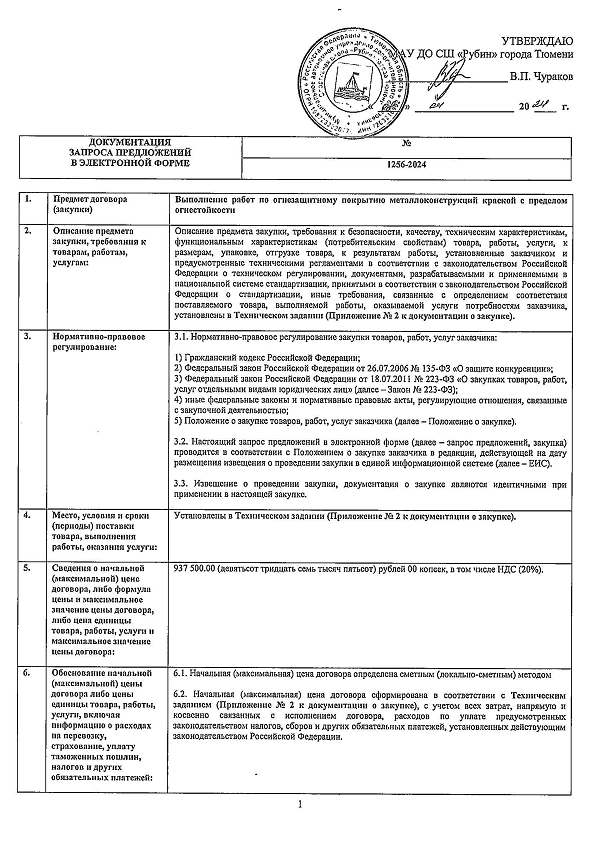 УТВЕРЖДАЮ
АУ ДО СШ «Рубин» города Тюмени
В.П. Чураков
» 04 20 24 г.
ДОКУМЕНТАЦИЯ
ЗАПРОСА ПРЕДЛОЖЕНИЙ
В ЭЛЕКТРОННОЙ ФОРМЕ
№
1256-2024
1. Предмет договора
(закупки)
Выполнение работ по огнезащитному покрытию металлоконструкций краской с пределом
огнестойкости
2. Описание предмета
закупки, требования к
товарам, работам,
услугам:
Описание предмета закупки, требования к безопасности, качеству, техническим характеристикам,
функциональным характеристикам (потребительским свойствам) товара, работы, услуги, к
размерам, упаковке, отгрузке товара, к результатам работы, установленные заказчиком и
предусмотренные техническими регламентами в соответствии с законодательством Российской
Федерации о техническом регулировании, документами, разрабатываемыми и применяемыми в
национальной системе стандартизации, принятыми в соответствии с законодательством Российской
Федерации о стандартизации, иные требования, связанные с определением соответствия
поставляемого товара, выполняемой работы, оказываемой услуги потребностям заказчика,
установлены в Техническом задании (Приложение № 2 к документации о закупке).
3. Нормативно-правовое
регулирование:
3.1. Нормативно-правовое регулирование закупки товаров, работ, услуг заказчика:
1) Гражданский кодекс Российской Федерации;
2) Федеральный закон Российской Федерации от 26.07.2006 № 135-ФЗ «О защите конкуренции»;
3) Федеральный закон Российской Федерации от 18.07.2011 № 223-ФЗ «О закупках товаров, работ,
услуг отдельными видами юридических лиц» (далее – Закон № 223-ФЗ);
4) иные федеральные законы и нормативные правовые акты, регулирующие отношения, связанные
с закупочной деятельностью;
5) Положение о закупке товаров, работ, услуг заказчика (далее – Положение о закупке).
3.2. Настоящий запрос предложений в электронной форме (далее – запрос предложений, закупка)
проводится в соответствии с Положением о закупке заказчика в редакции, действующей на дату
размещения извещения о проведении закупки в единой информационной системе (далее – ЕИС).
3.3. Извещение о проведении закупки, документация о закупке являются идентичными при
применении в настоящей закупке.
4. Место, условия и сроки
(периоды) поставки
товара, выполнения
работы, оказания услуги:
Установлены в Техническом задании (Приложение № 2 к документации о закупке).
5. Сведения о начальной
(максимальной) цене
договора, либо формула
цены и максимальное
значение цены договора,
либо цена единицы
товара, работы, услуги и
максимальное значение
цены договора:
937 500.00 (девятьсот тридцать семь тысяч пятьсот) рублей 00 копеек, в том числе НДС (20%).
6. Обоснование начальной
(максимальной) цены
договора либо цены
единицы товара, работы,
услуги, включая
информацию о расходах
на перевозку,
страхование, уплату
таможенных пошлин,
налогов и других
обязательных платежей:
6.1. Начальная (максимальная) цена договора определена сметным (локально-сметным) методом
6.2. Начальная (максимальная) цена договора сформирована в соответствии с Техническим
заданием (Приложение № 2 к документации о закупке), с учетом всех затрат, напрямую и
косвенно связанных с исполнением договора, расходов по уплате предусмотренных
законодательством налогов, сборов и других обязательных платежей, установленных действующим
законодательством Российской Федерации.
1